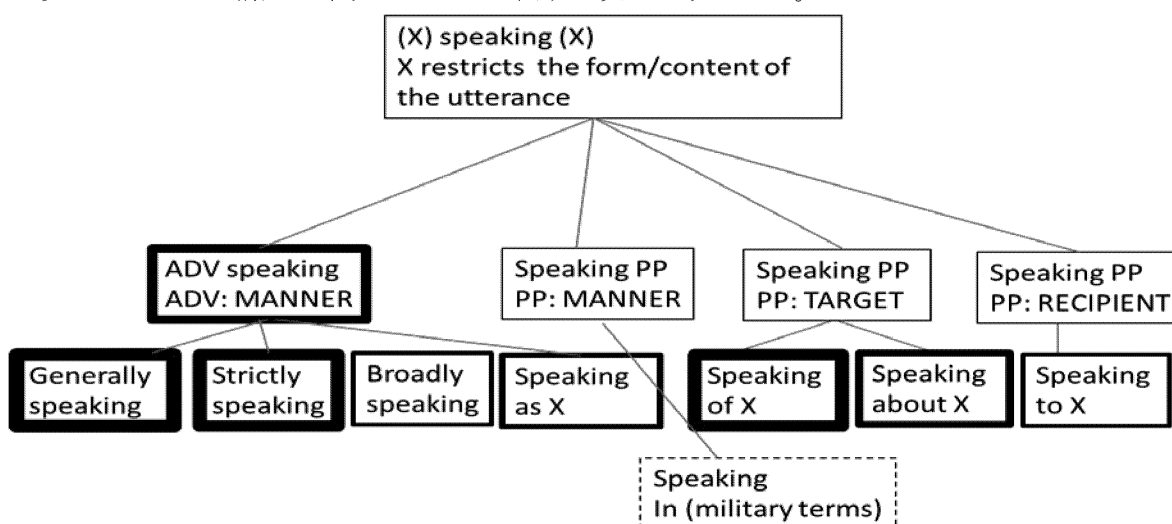 (X) speaking (X)
X restricts the form/content of
the utterance
ADV speaking
ADV: MANNER
Speaking PP
PP: MANNER
Speaking PP
PP: TARGET
Speaking PP
PP: RECIPIENT
Generally
speaking
Strictly
speaking
Broadly
speaking
Speaking
as X
Speaking
of X
Speaking
about X
Speaking
to X
Speaking
In (military terms)